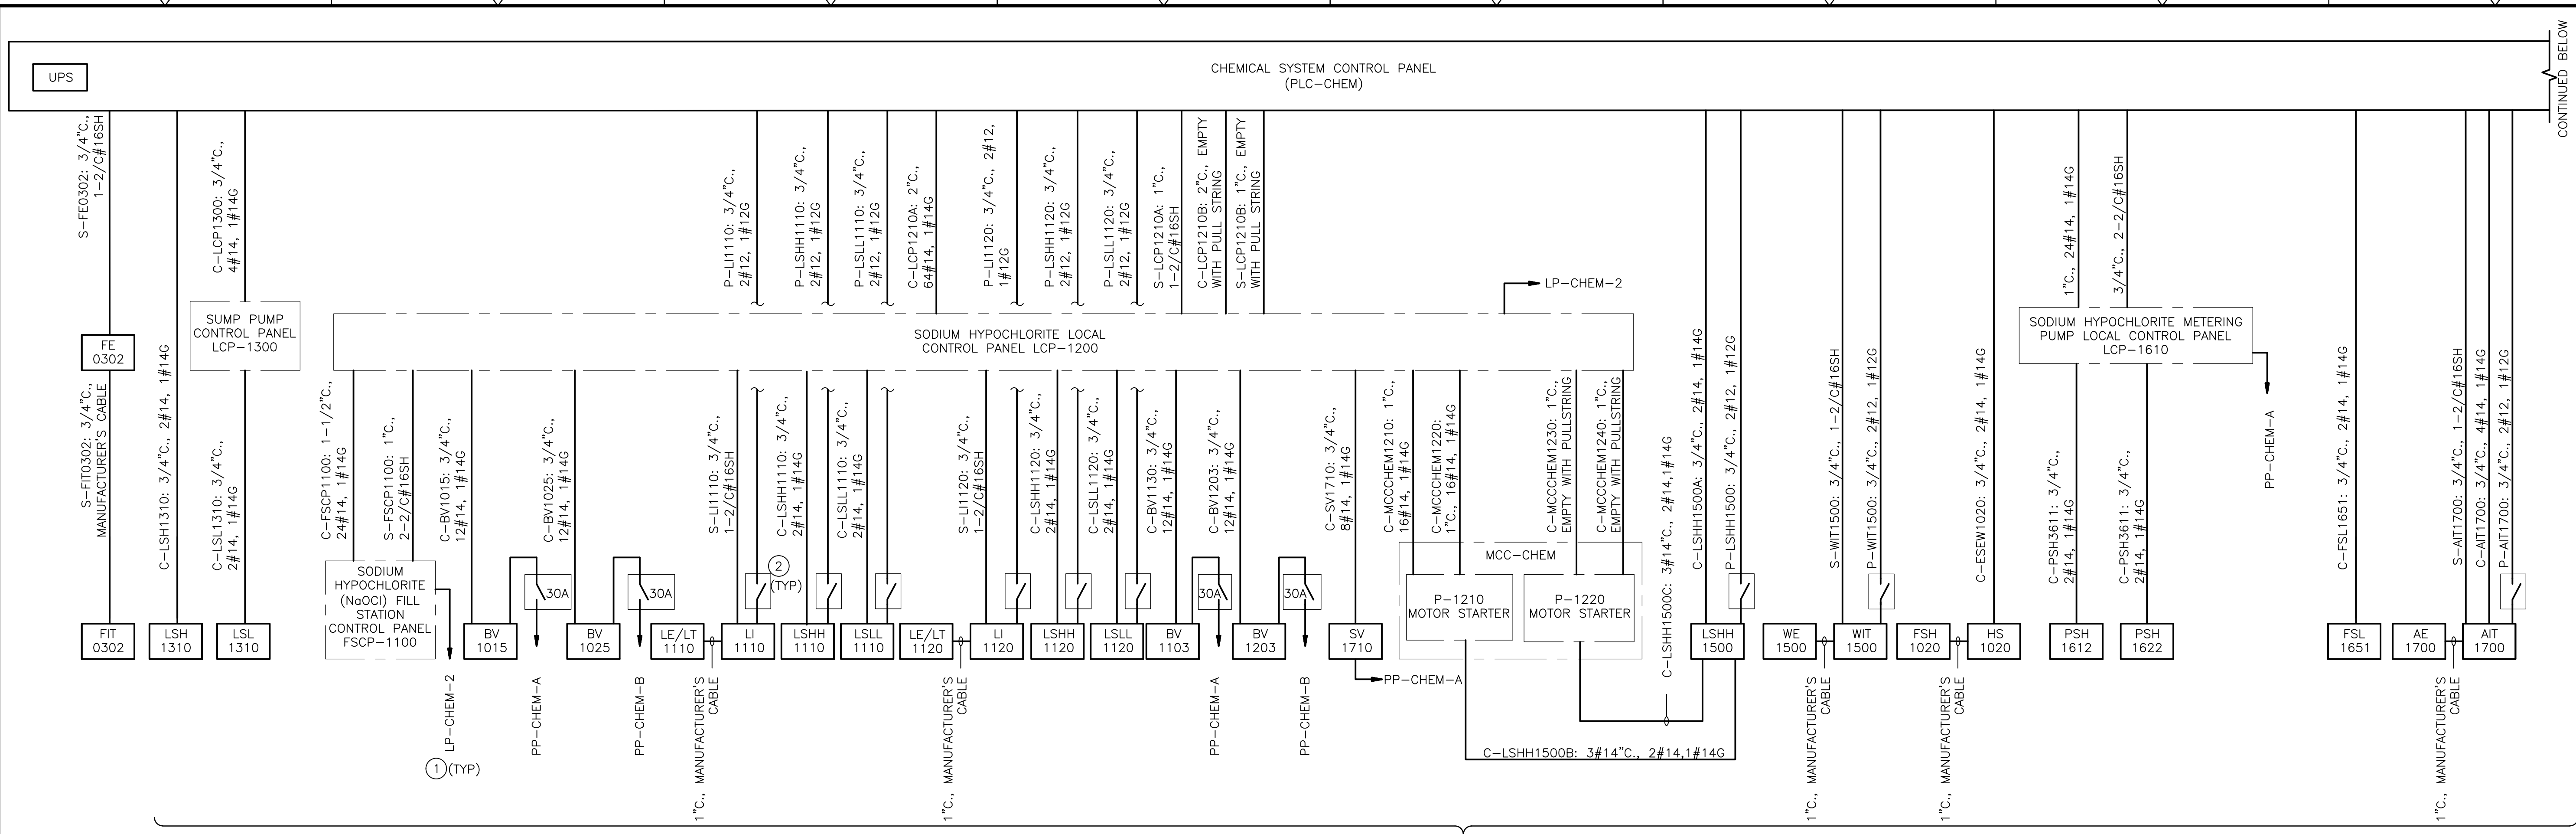 UPS
CHEMICAL SYSTEM CONTROL PANEL
(PLC-CHEM)
CONTINUED BELOW
S-FE0302: 3/4"C.,
1-2/C#16SH
C-LCP1300: 3/4"C.,
4#14, 1#14G
P-LI1110: 3/4"C.,
2#12, 1#12G
P-LSHH1110: 3/4"C.,
2#12, 1#12G
P-LSLL1110: 3/4"C.,
2#12, 1#12G
C-LCP1210A: 2"C.,
64#14, 1#14G
P-LI1120: 3/4"C., 2#12,
1#12G
P-LSHH1120: 3/4"C.,
2#12, 1#12G
P-LSLL1120: 3/4"C.,
2#12, 1#12G
S-LCP1210A: 1"C.,
1-2/C#16SH
C-LCP1210B: 2"C., EMPTY
WITH PULL STRING
S-LCP1210B: 1"C., EMPTY
WITH PULL STRING
LP-CHEM-2
1"C., 24#14, 1#14G
3/4"C., 2-2/C#16SH
FE
0302
SUMP PUMP
CONTROL PANEL
LCP-1300
SODIUM HYPOCHLORITE LOCAL
CONTROL PANEL LCP-1200
SODIUM HYPOCHLORITE METERING
PUMP LOCAL CONTROL PANEL
LCP-1610
PP-CHEM-A
S-FIT0302: 3/4"C.,
MANUFACTURER'S CABLE
C-LSH1310: 3/4"C., 2#14, 1#14G
C-LSL1310: 3/4"C.,
2#14, 1#14G
C-FSCP1100: 1-1/2"C.,
24#14, 1#14G
S-FSCP1100: 1"C.,
2-2/C#16SH
C-BV1015: 3/4"C.,
12#14, 1#14G
C-BV1025: 3/4"C.,
12#14, 1#14G
S-LI1110: 3/4"C.,
1-2/C#16SH
C-LSHH1110: 3/4"C.,
2#14, 1#14G
C-LSLL1110: 3/4"C.,
2#14, 1#14G
S-LI1120: 3/4"C.,
1-2/C#16SH
C-LSHH1120: 3/4"C.,
2#14, 1#14G
C-LSLL1120: 3/4"C.,
2#14, 1#14G
C-BV1130: 3/4"C.,
12#14, 1#14G
C-BV1203: 3/4"C.,
12#14, 1#14G
C-SV1710: 3/4"C.,
8#14, 1#14G
C-MCCCHEM1210: 1"C.,
16#14, 1#14G
C-MCCCHEM1220:
1"C., 16#14, 1#14G
C-MCCCHEM1230: 1"C.,
EMPTY WITH PULLSTRING
C-MCCCHEM1240: 1"C.,
EMPTY WITH PULLSTRING
C-LSHH1500C: 3#14"C., 2#14,1#14G
C-LSHH1500A: 3/4"C., 2#14, 1#14G
P-LSHH1500: 3/4"C., 2#12, 1#12G
S-WIT1500: 3/4"C., 1-2/C#16SH
P-WIT1500: 3/4"C., 2#12, 1#12G
C-ESEW1020: 3/4"C., 2#14, 1#14G
C-PSH3611: 3/4"C.,
2#14, 1#14G
C-PSH3611: 3/4"C.,
2#14, 1#14G
C-FSL1651: 3/4"C., 2#14, 1#14G
S-AIT1700: 3/4"C., 1-2/C#16SH
C-AIT1700: 3/4"C., 4#14, 1#14G
P-AIT1700: 3/4"C., 2#12, 1#12G
SODIUM
HYPOCHLORITE
(NaOCl) FILL
STATION
CONTROL PANEL
FSCP-1100
30A
30A
2
(TYP)
30A
30A
MCC-CHEM
P-1210
MOTOR STARTER
P-1220
MOTOR STARTER
FIT
0302
LSH
1310
LSL
1310
BV
1015
BV
1025
LE/LT
1110
LI
1110
LSHH
1110
LSLL
1110
LE/LT
1120
LI
1120
LSHH
1120
LSLL
1120
BV
1103
BV
1203
SV
1710
LSHH
1500
WE
1500
WIT
1500
FSH
1020
HS
1020
PSH
1612
PSH
1622
FSL
1651
AE
1700
AIT
1700
LP-CHEM-2
1 (TYP)
PP-CHEM-A
PP-CHEM-B
1"C., MANUFACTURER'S
CABLE
1"C., MANUFACTURER'S
CABLE
PP-CHEM-A
PP-CHEM-B
PP-CHEM-A
C-LSHH1500B: 3#14"C., 2#14,1#14G
1"C., MANUFACTURER'S
CABLE
1"C., MANUFACTURER'S
CABLE
1"C., MANUFACTURER'S
CABLE